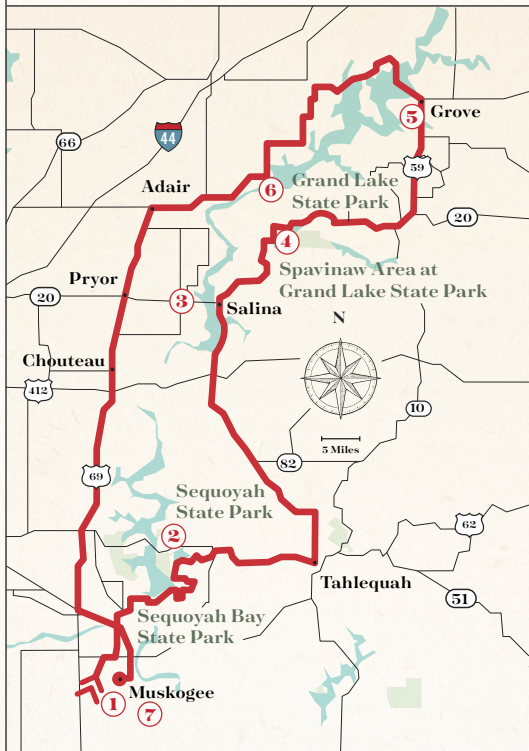 66
44
Grove
5
59
Adair
6
Grand Lake
State Park
20
4
Spavinaw Area at
Grand Lake State Park
Pryor
20
3
Salina
N
Chouteau
412
10
5 Miles
82
69
Sequoyah
State Park
2
62
Tahlequah
51
Sequoyah Bay
State Park
Muskogee
1
7